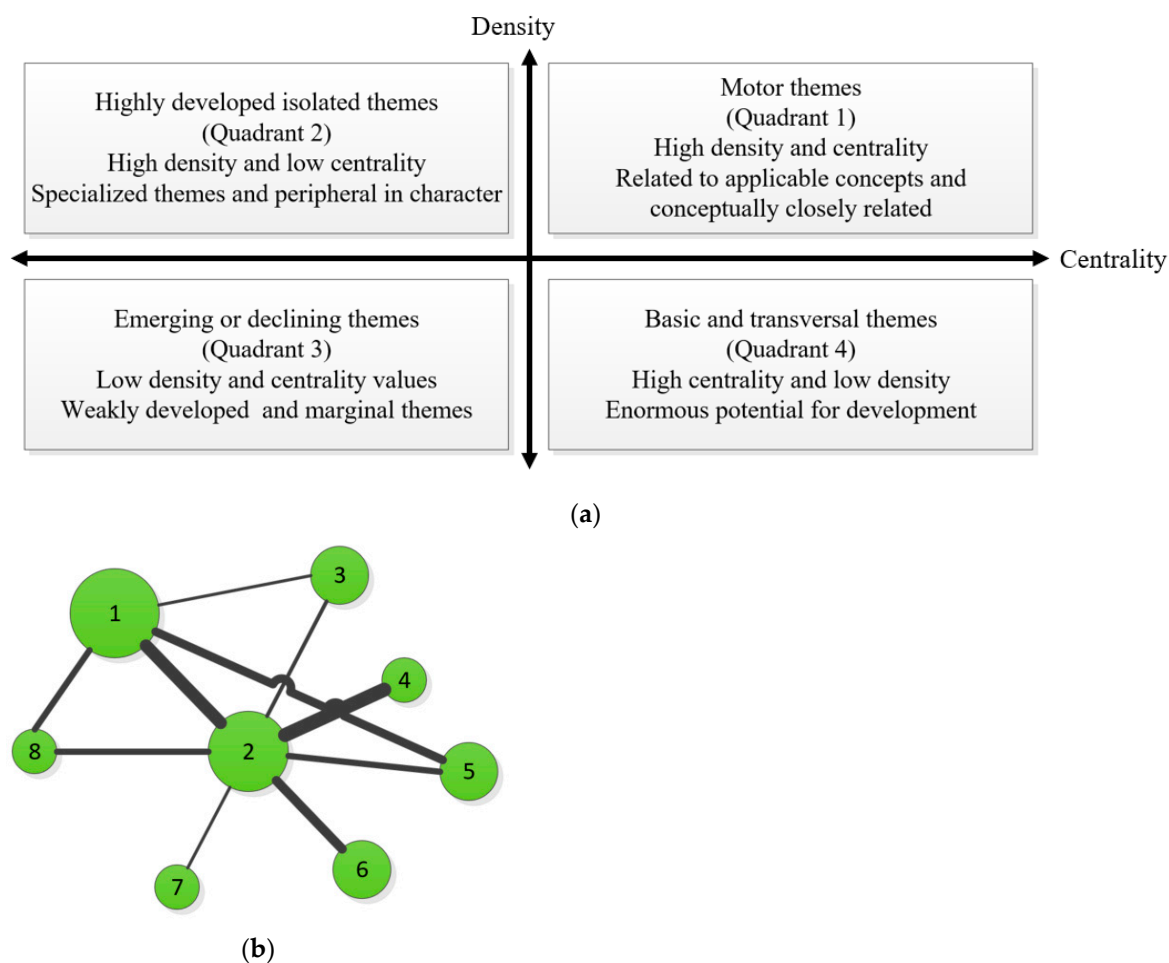 Density
Highly developed isolated themes
(Quadrant 2)
High density and low centrality
Specialized themes and peripheral in character
Motor themes
(Quadrant 1)
High density and centrality
Related to applicable concepts and
conceptually closely related
Centrality
Emerging or declining themes
(Quadrant 3)
Low density and centrality values
Weakly developed and marginal themes
Basic and transversal themes
(Quadrant 4)
High centrality and low density
Enormous potential for development
(a)
3
1
4
2
8
5
6
7
(b)